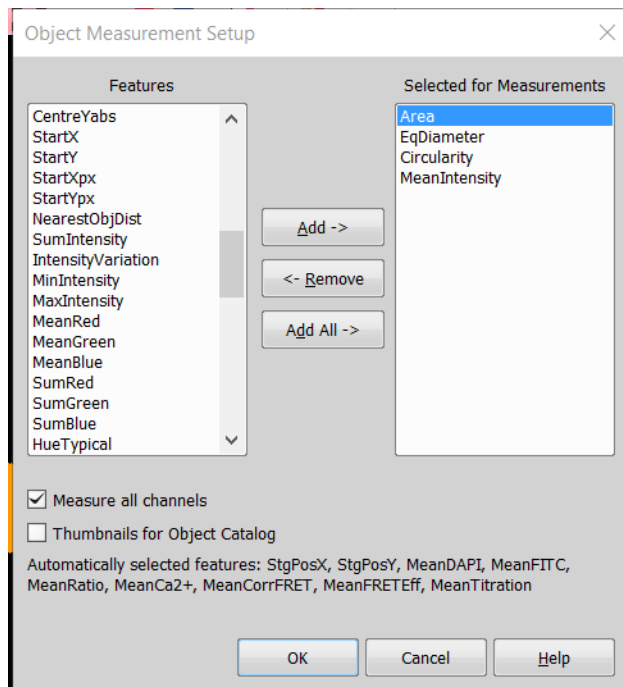 Object Measurement Setup
Features
Selected for Measurements
CentreYabs
StartX
StartY
StartXpx
StartYpx
NearestObjDist
SumIntensity
IntensityVariation
MinIntensity
MaxIntensity
MeanRed
MeanGreen
MeanBlue
SumRed
SumGreen
SumBlue
HueTypical
Add ->
<- Remove
Add All ->
Area
EqDiameter
Circularity
MeanIntensity
Measure all channels
Thumbnails for Object Catalog
Automatically selected features: StgPosX, StgPosY, MeanDAPI, MeanFITC,
MeanRatio, MeanCa2+, MeanCorrFRET, MeanFRETEff, MeanTitration
OK
Cancel
Help